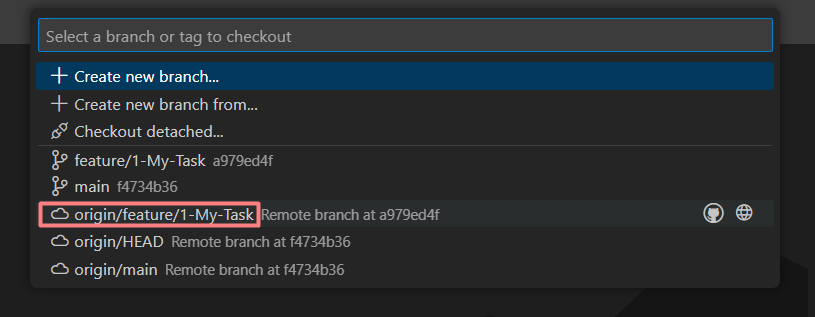 Select a branch or tag to checkout
Create new branch...
Create new branch from...
Checkout detached...
feature/1-My-Task a979ed4f
main f4734b36
origin/feature/1-My-Task Remote branch at a979ed4f
origin/HEAD Remote branch at f4734b36
origin/main Remote branch at f4734b36